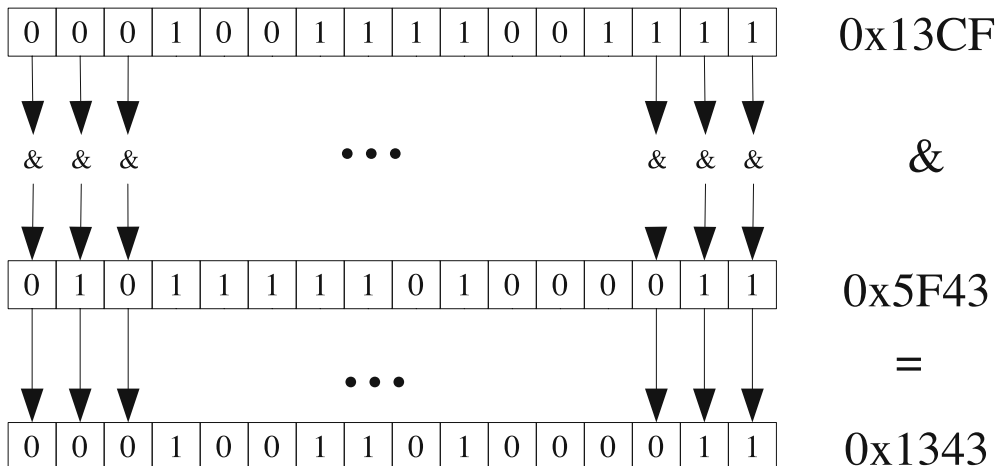 0 0 0 1 0 0 1 1 1 1 0 0 1 1 1 1 0x13CF
& & & ... & & & &
0 1 0 1 1 1 1 1 0 1 0 0 0 0 1 1 0x5F43
... =
0 0 0 1 0 0 1 1 0 1 0 0 0 0 1 1 0x1343